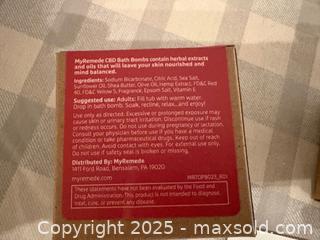 MyRemede CBD Bath Bombs contain herbal extracts
and oils that will leave your skin nourished and
mind balanced.
Ingredients: Sodium Bicarbonate, Citric Acid, Sea Salt,
Sunflower Oil, Shea Butter, Olive Oil, Hemp Extract, FD&C Red
40, FD&C Yellow 5, Fragrance, Epsom Salt, Vitamin E
Suggested use: Adults: Fill tub with warm water.
Drop in bath bomb. Soak, recline, relax...and enjoy!
Use only as directed. Excessive or prolonged exposure may
cause skin or urinary tract irritation. Discontinue use if rash
or redness occurs. Do not use during pregnancy or lactation.
Consult your physician before use if you have a medical
condition or take pharmaceutical drugs. Keep out of reach
of children. Avoid contact with eyes. For external use only.
Do not use if safety seal is broken or missing.
Distributed By: MyRemede
1411 Ford Road, Bensalem, PA 19020
myremede.com
MRTOPB023_R01
These statements have not been evaluated by the Food and
Drug Administration. This product is not intended to diagnose,
treat, cure, or prevent any disease.
Copyright 2025 - maxsold.com